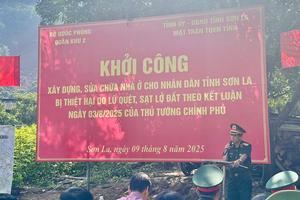 BỘ QUỐC PHÒNG
QUÂN KHU 2
TỈNH ỦY - UBND TỈNH SƠN LA
MẶT TRẬN TQVN TỈNH
KHỞI CÔNG
XÂY DỰNG, SỬA CHỮA NHÀ Ở CHO NHÂN DÂN TỈNH SƠN LA
BỊ THIỆT HẠI DO LŨ QUÉT, SẠT LỞ ĐẤT THEO KẾT LUẬN
NGÀY 03/8/2025 CỦA THỦ TƯỚNG CHÍNH PHỦ
Sơn La, ngày 09 tháng 8 năm 2025